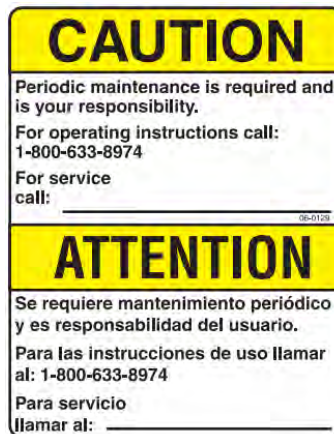 CAUTION
Periodic maintenance is required and
is your responsibility.
For operating instructions call:
1-800-633-8974
For service
call:
06-0129
ATTENTION
Se requiere mantenimiento periódico
y es responsabilidad del usuario.
Para las instrucciones de uso llamar
al: 1-800-633-8974
Para servicio
llamar al: